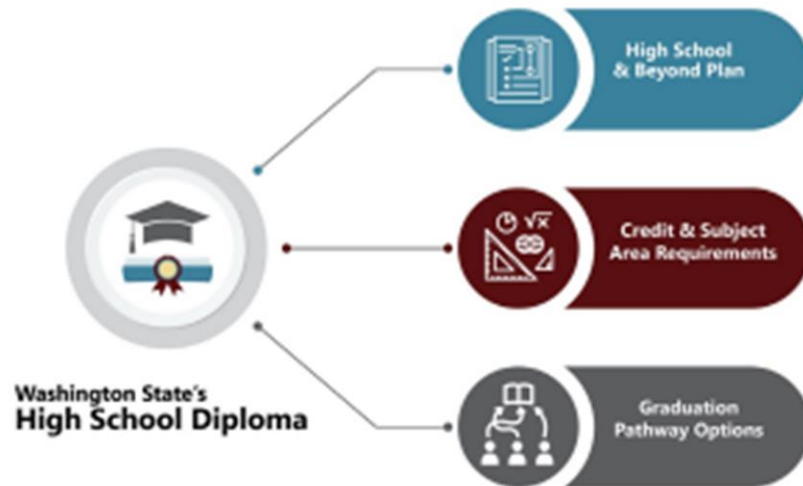 High School
& Beyond Plan
√x
Credit & Subject
Area Requirements
Washington State's
High School Diploma
Graduation
Pathway Options